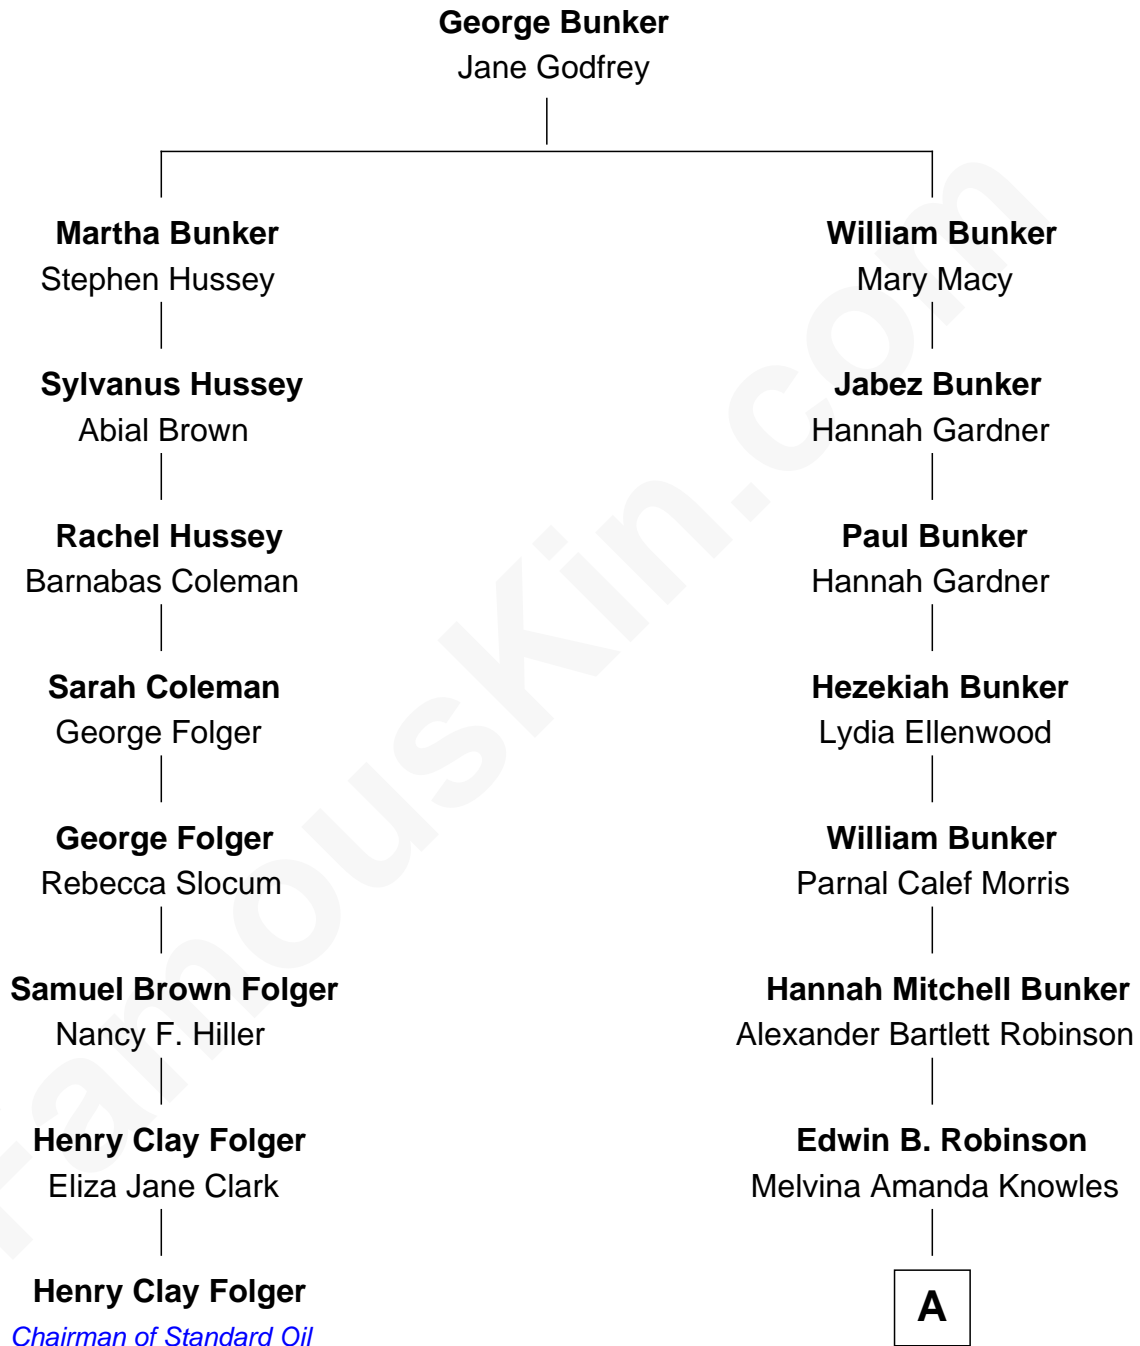 George Bunker
Jane Godfrey
Martha Bunker
Stephen Hussey
William Bunker
Mary Macy
Sylvanus Hussey
Abial Brown
Jabez Bunker
Hannah Gardner
Rachel Hussey
Barnabas Coleman
Paul Bunker
Hannah Gardner
Sarah Coleman
George Folger
Hezekiah Bunker
Lydia Ellenwood
George Folger
Rebecca Slocum
William Bunker
Parnal Calef Morris
Samuel Brown Folger
Nancy F. Hiller
Hannah Mitchell Bunker
Alexander Bartlett Robinson
Henry Clay Folger
Eliza Jane Clark
Edwin B. Robinson
Melvina Amanda Knowles
Henry Clay Folger
Chairman of Standard Oil
A
FamousKin.com